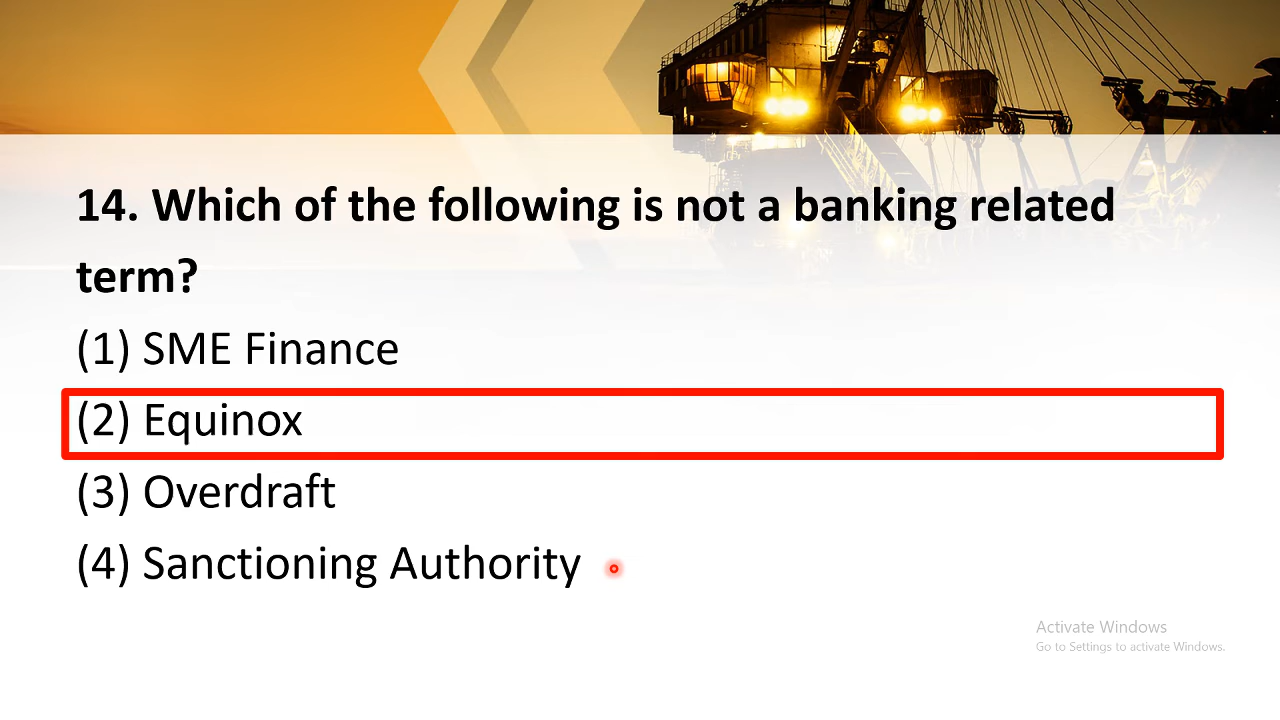 14. Which of the following is not a banking related
term?
(1) SME Finance
(2) Equinox
(3) Overdraft
(4) Sanctioning Authority
Activate Windows
Go to Settings to activate Windows.